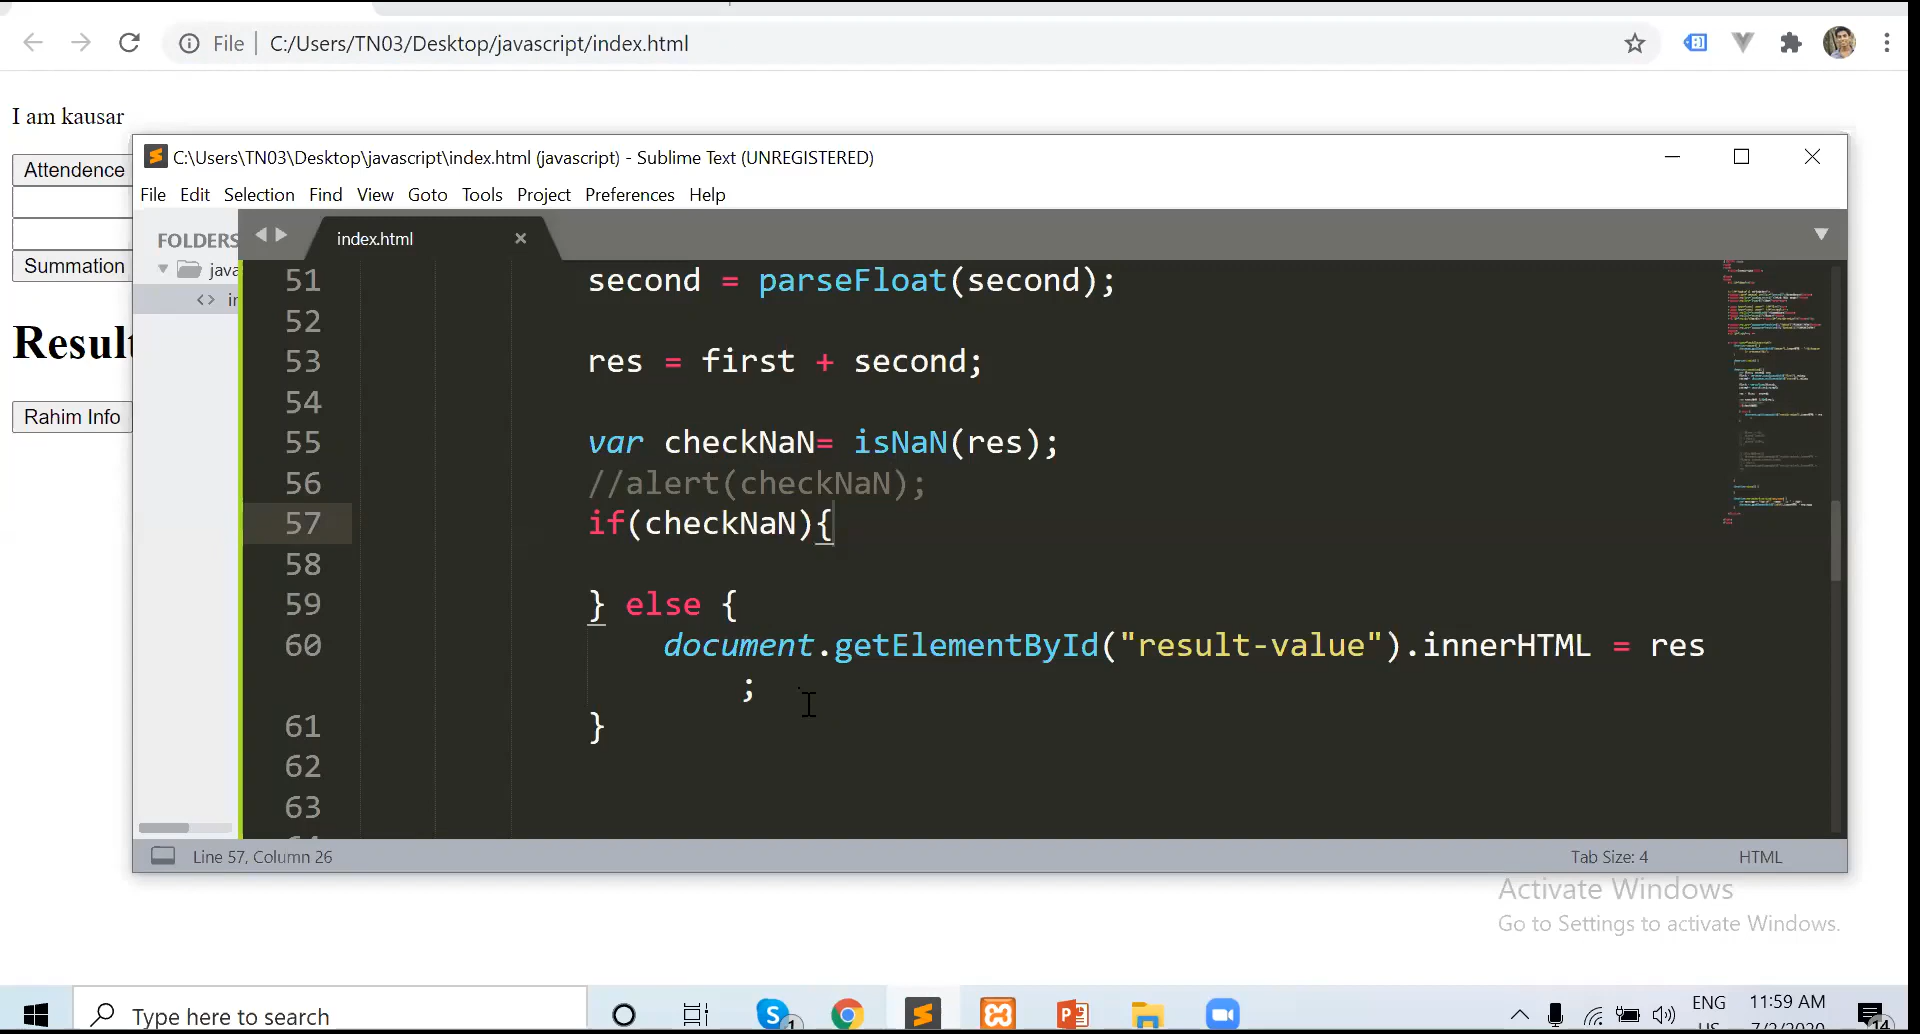 File C:/Users/TN03/Desktop/javascript/index.html
I am kausar
Attendence
Summation
Result
Rahim Info
C:\Users\TN03\Desktop\javascript\index.html (javascript) - Sublime Text (UNREGISTERED)
File Edit Selection Find View Goto Tools Project Preferences Help
FOLDERS
java
in
index.html
51 second = parseFloat(second);
52
53 res = first + second;
54
55 var checkNaN= isNaN(res);
56 //alert(checkNaN);
57 if(checkNaN){
58
59 } else {
60 document.getElementById("result-value").innerHTML = res
;
61 }
62
63
Line 57, Column 26
Tab Size: 4
HTML
Activate Windows
Go to Settings to activate Windows.
Type here to search
ENG
11:59 AM